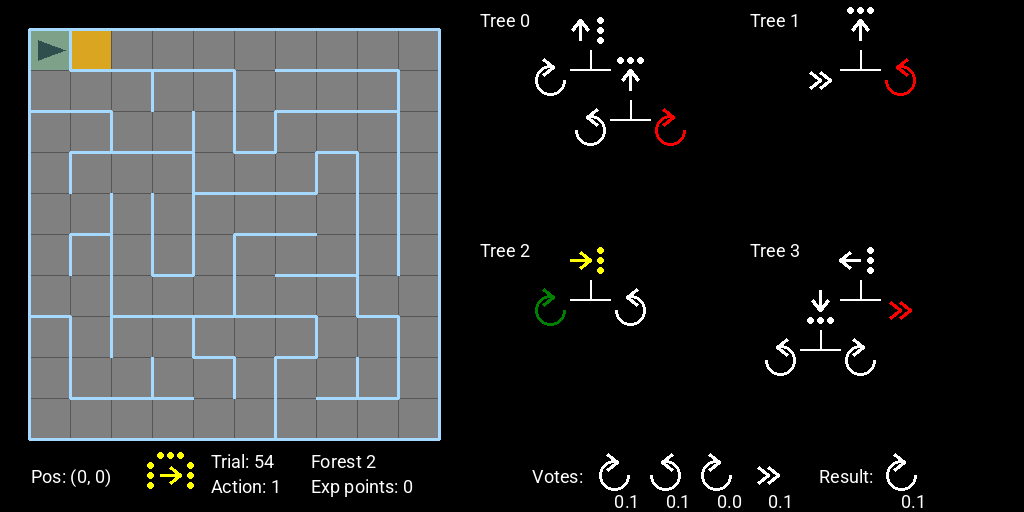 Tree 0
Tree 1
Tree 2
Tree 3
Pos: (0, 0)
Trial: 54
Forest 2
Action: 1
Exp points: 0
Votes:
0.1
0.1
0.0
0.1
Result:
0.1